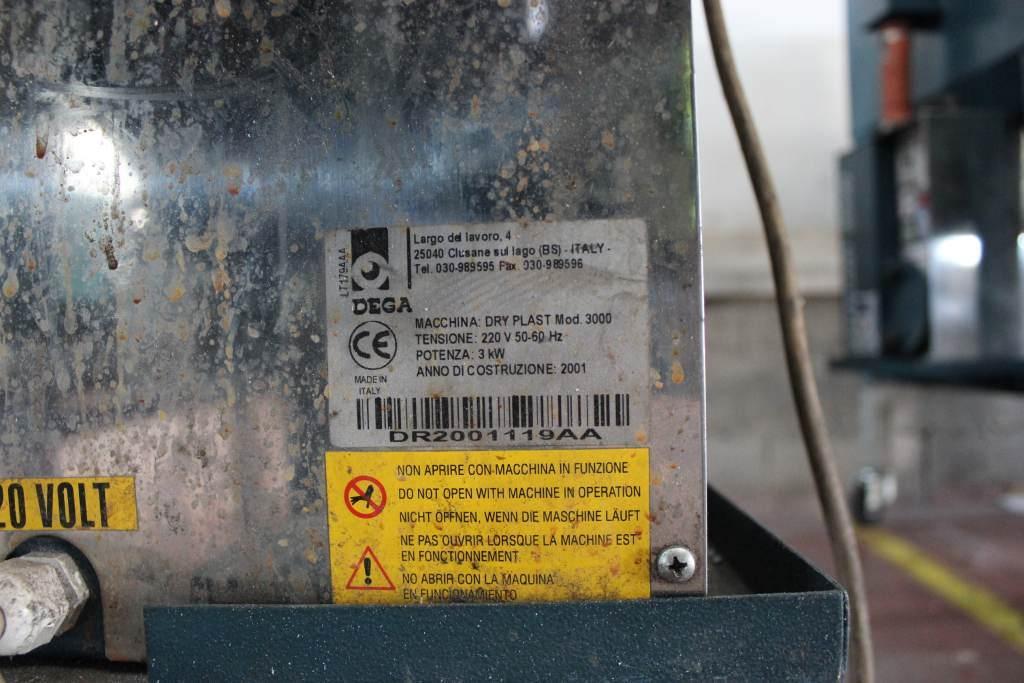 Largo del lavoro, 4
25040 Clusane sul lago (BS) - ITALY -
Tel. 030-989595 Fax. 030-989596
LT179AAA
DEGA
MACCHINA: DRY PLAST Mod. 3000
TENSIONE: 220 V 50-60 Hz
POTENZA: 3 kW
ANNO DI COSTRUZIONE: 2001
CE
MADE IN
ITALY
DR2001119AA
20 VOLT
NON APRIRE CON MACCHINA IN FUNZIONE
DO NOT OPEN WITH MACHINE IN OPERATION
NICHT ÖFFNEN, WENN DIE MASCHINE LÄUFT
NE PAS OUVRIR LORSQUE LA MACHINE EST
EN FONCTIONNEMENT
NO ABRIR CON LA MAQUINA
EN FUNCIONAMIENTO